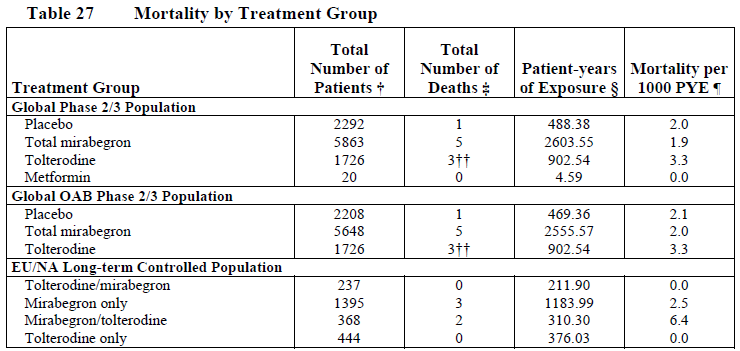 Table 27 Mortality by Treatment Group
Treatment Group Total Number of Patients † Total Number of Deaths ‡ Patient-years of Exposure § Mortality per 1000 PYE ¶
Global Phase 2/3 Population
Placebo 2292 1 488.38 2.0
Total mirabegron 5863 5 2603.55 1.9
Tolterodine 1726 3†† 902.54 3.3
Metformin 20 0 4.59 0.0
Global OAB Phase 2/3 Population
Placebo 2208 1 469.36 2.1
Total mirabegron 5648 5 2555.57 2.0
Tolterodine 1726 3†† 902.54 3.3
EU/NA Long-term Controlled Population
Tolterodine/mirabegron 237 0 211.90 0.0
Mirabegron only 1395 3 1183.99 2.5
Mirabegron/tolterodine 368 2 310.30 6.4
Tolterodine only 444 0 376.03 0.0